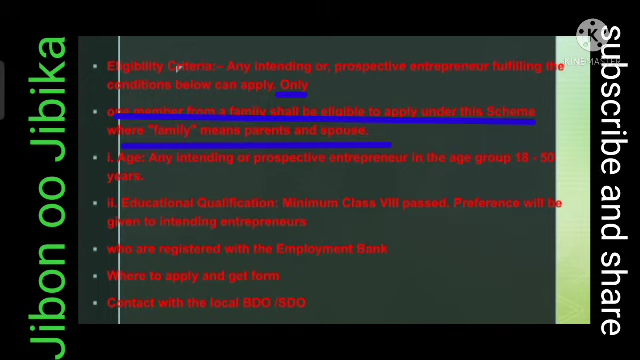 Jibon oo Jibika
Eligibility Criteria:– Any intending or, prospective entrepreneur fulfilling the
conditions below can apply. Only
one member from a family shall be eligible to apply under this Scheme
where "family" means parents and spouse.
i. Age: Any intending or prospective entrepreneur in the age group 18 - 50
years.
ii. Educational Qualification: Minimum Class VIII passed. Preference will be
given to intending entrepreneurs
who are registered with the Employment Bank
Where to apply and get form
Contact with the local BDO /SDO
K
KINEMASTER
subscribe and share